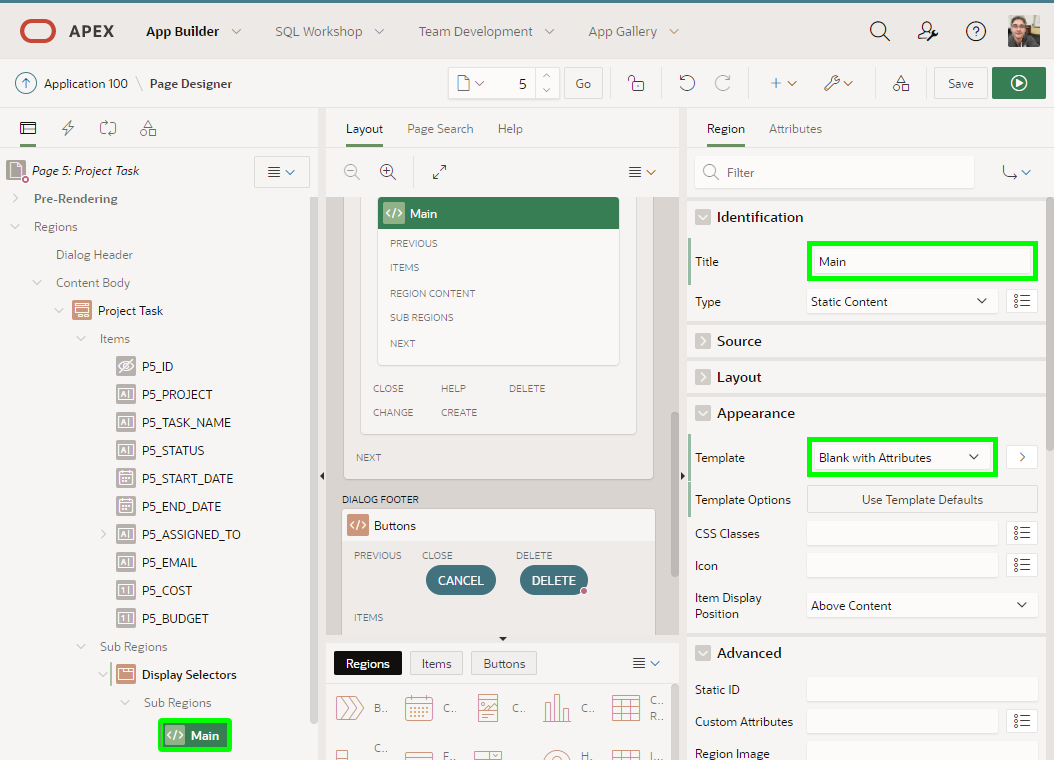 APEX App Builder SQL Workshop Team Development App Gallery
Application 100 \ Page Designer 5 Go Save
Layout Page Search Help
Region Attributes
Page 5: Project Task
Filter
Pre-Rendering
Regions
Dialog Header
Content Body
Project Task
Items
P5_ID
P5_PROJECT
P5_TASK_NAME
P5_STATUS
P5_START_DATE
P5_END_DATE
P5_ASSIGNED_TO
P5_EMAIL
P5_COST
P5_BUDGET
Sub Regions
Display Selectors
Sub Regions
Main
Main
PREVIOUS
ITEMS
REGION CONTENT
SUB REGIONS
NEXT
CLOSE HELP DELETE
CHANGE CREATE
NEXT
DIALOG FOOTER
Buttons
PREVIOUS CLOSE DELETE
CANCEL DELETE
ITEMS
Regions Items Buttons
B.. C.. C.. C.. C..
R..
C..
F.. H.. I..
Identification
Title Main
Type Static Content
Source
Layout
Appearance
Template Blank with Attributes
Template Options Use Template Defaults
CSS Classes
Icon
Item Display
Position
Above Content
Advanced
Static ID
Custom Attributes
Region Image